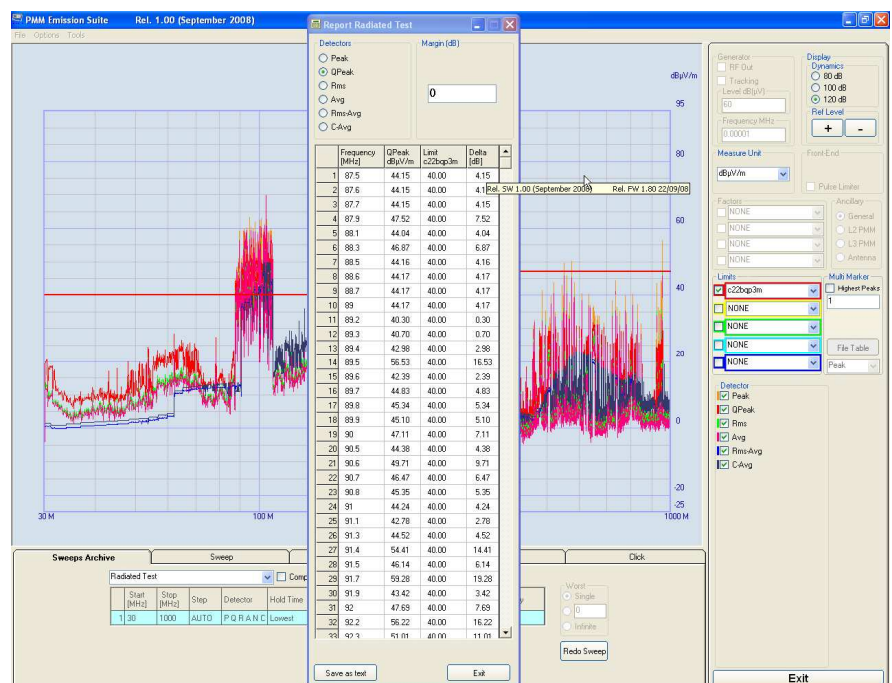 PMM Emission Suite Rel. 1.00 (September 2008)
File Options Tools
Report Radiated Test
Detectors
Peak
QPeak
Rms
Avg
Rms-Avg
C-Avg
Margin (dB)
0
Frequency [MHz] QPeak dBµV/m Limit c22bqp3m Delta [dB]
1 87.5 44.15 40.00 4.15
2 87.6 44.15 40.00 4.1
3 87.7 44.15 40.00 4.15
4 87.9 47.52 40.00 7.52
5 88.1 44.04 40.00 4.04
6 88.3 46.87 40.00 6.87
7 88.5 44.16 40.00 4.16
8 88.6 44.17 40.00 4.17
9 88.7 44.17 40.00 4.17
10 89 44.17 40.00 4.17
11 89.2 40.30 40.00 0.30
12 89.3 40.70 40.00 0.70
13 89.4 42.98 40.00 2.98
14 89.5 56.53 40.00 16.53
15 89.6 42.39 40.00 2.39
16 89.7 44.83 40.00 4.83
17 89.8 45.34 40.00 5.34
18 89.9 45.10 40.00 5.10
19 90 47.11 40.00 7.11
20 90.5 44.38 40.00 4.38
21 90.6 49.71 40.00 9.71
22 90.7 46.47 40.00 6.47
23 90.8 45.35 40.00 5.35
24 91 44.24 40.00 4.24
25 91.1 42.78 40.00 2.78
26 91.3 44.52 40.00 4.52
27 91.4 54.41 40.00 14.41
28 91.5 46.14 40.00 6.14
29 91.7 59.28 40.00 19.28
30 91.9 43.42 40.00 3.42
31 92 47.69 40.00 7.69
32 92.2 56.22 40.00 16.22
33 92.3 51.01 40.00 11.01
Save as text Exit
Rel. SW 1.00 (September 2008) Rel. FW 1.80 22/09/08
dBµV/m
95
80
60
40
20
0
-20
-25
30 M 100 M 1000 M
Generator
RF Out
Tracking
Level dB(µV)
60
Frequency MHz
0.00001
Display
Dynamics
80 dB
100 dB
120 dB
Ref Level
+ -
Measure Unit
dBµV/m
Front-End
Pulse Limiter
Factors
NONE
NONE
NONE
NONE
Ancillary
General
L2 PMM
L3 PMM
Antenna
Limits
c22bqp3m
NONE
NONE
NONE
NONE
Multi Marker
Highest Peaks
1
File Table
Peak
Detector
Peak
QPeak
Rms
Avg
Rms-Avg
C-Avg
Exit
Sweeps Archive Sweep Click
Radiated Test Comp
Start [MHz] Stop [MHz] Step Detector Hold Time y
1 30 1000 AUTO P Q R A N C Lowest
Worst
Single
0
Infinite
Redo Sweep